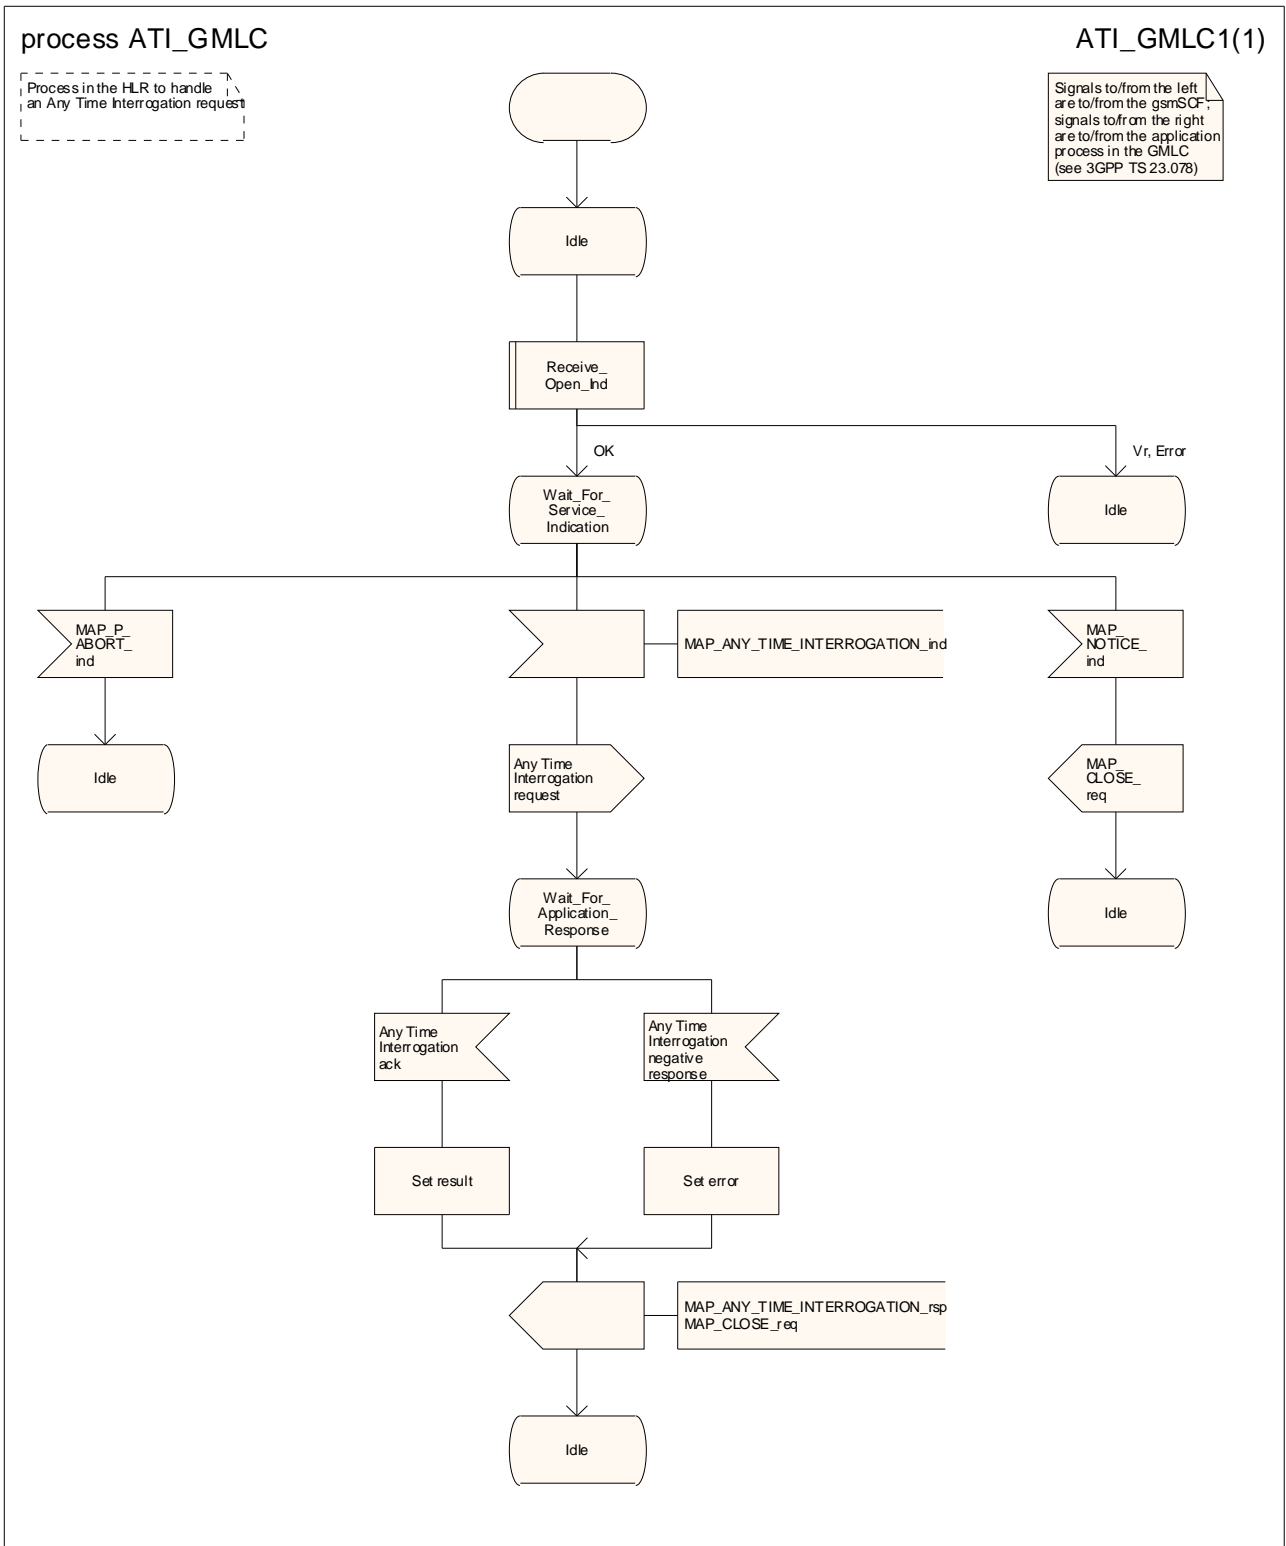 process ATI_GMLC
ATI_GMLC1(1)
Process in the HLR to handle
an Any Time Interrogation request
Signals to/from the left
are to/from the gsmSCF;
signals to/from the right
are to/from the application
process in the GMLC
(see 3GPP TS 23.078)
Idle
Receive_
Open_Ind
OK
Vr, Error
Wait_For_
Service_
Indication
Idle
MAP_P_
ABORT_
ind
MAP_ANY_TIME_INTERROGATION_ind
MAP_
NOTICE_
ind
Idle
Any Time
Interrogation
request
MAP_
CLOSE_
req
Wait_For_
Application_
Response
Idle
Any Time
Interrogation
ack
Any Time
Interrogation
negative
response
Set result
Set error
MAP_ANY_TIME_INTERROGATION_rsp
MAP_CLOSE_req
Idle